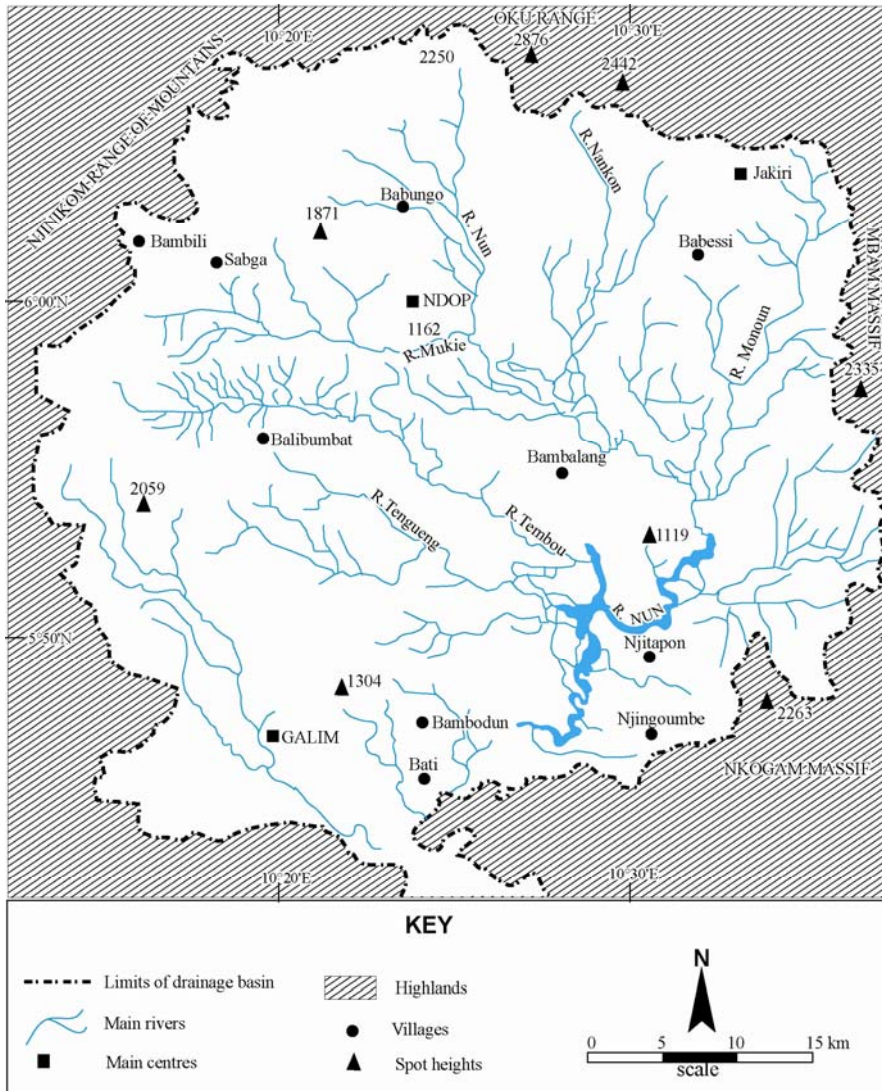 10°20'E
OKU RANGE
2876
10°30'E
2250
2442
NJINIKOM RANGE OF MOUNTAINS
R.Nankon
Jakiri
Babungo
1871
R. Nun
Bambili
Sabga
Babessi
MBAM MASSIF
6°00'N
NDOP
1162
R.Mukie
R. Monoun
2335
Balibumbat
Bambalang
2059
R.Tengueng
R.Tembou
1119
R. NUN
5°50'N
Njitapon
1304
2263
Bambodun
Njingoumbe
GALIM
Bati
NKOGAM MASSIF
10°20'E
10°30'E
KEY
Limits of drainage basin
Highlands
N
Main rivers
Villages
Main centres
Spot heights
0 5 10 15 km
scale